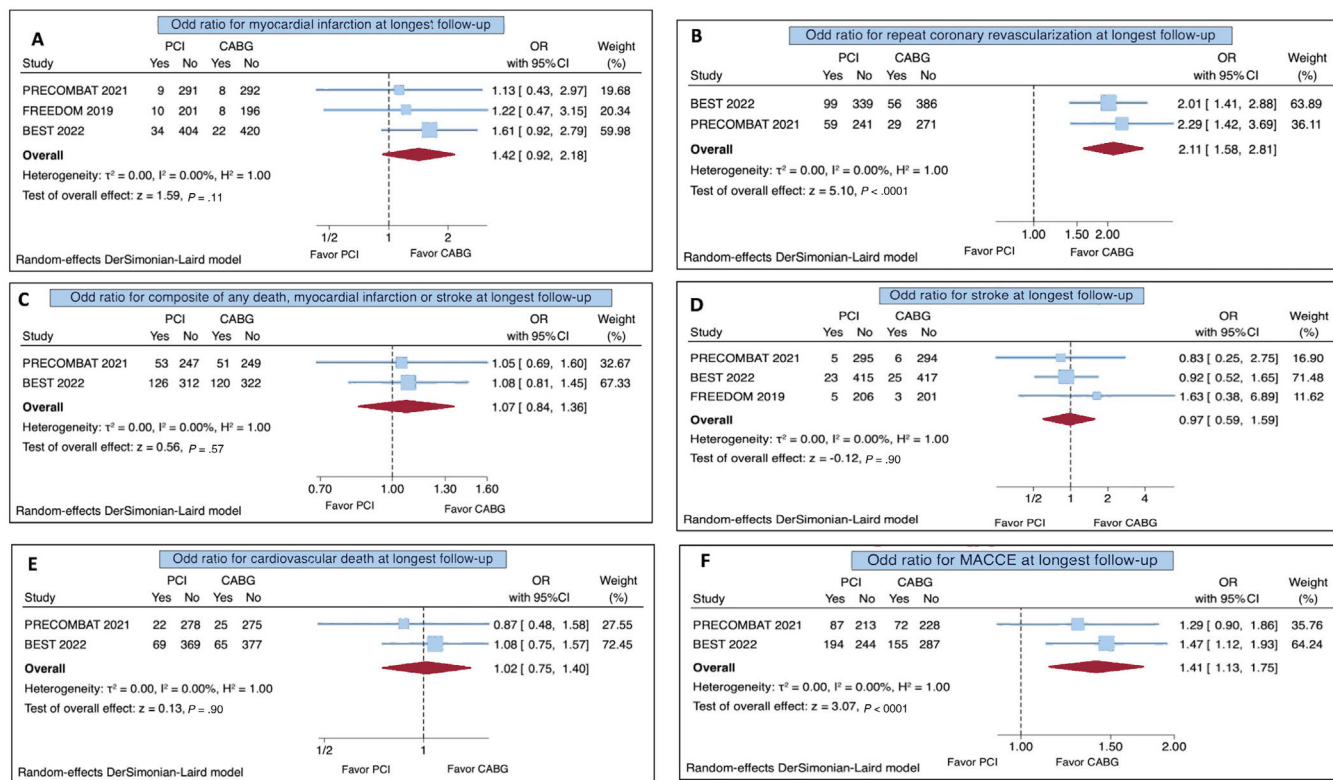 A
Odd ratio for myocardial infarction at longest follow-up
PCI CABG OR Weight
Study Yes No Yes No with 95% CI (%)
PRECOMBAT 2021 9 291 8 292 1.13 [ 0.43, 2.97] 19.68
FREEDOM 2019 10 201 8 196 1.22 [ 0.47, 3.15] 20.34
BEST 2022 34 404 22 420 1.61 [ 0.92, 2.79] 59.98
Overall 1.42 [ 0.92, 2.18]
Heterogeneity: τ² = 0.00, I² = 0.00%, H² = 1.00
Test of overall effect: z = 1.59, P = .11
1/2 1 2
Favor PCI Favor CABG
Random-effects DerSimonian-Laird model
B
Odd ratio for repeat coronary revascularization at longest follow-up
PCI CABG OR Weight
Study Yes No Yes No with 95% CI (%)
BEST 2022 99 339 56 386 2.01 [ 1.41, 2.88] 63.89
PRECOMBAT 2021 59 241 29 271 2.29 [ 1.42, 3.69] 36.11
Overall 2.11 [ 1.58, 2.81]
Heterogeneity: τ² = 0.00, I² = 0.00%, H² = 1.00
Test of overall effect: z = 5.10, P < .0001
1.00 1.50 2.00
Favor PCI Favor CABG
Random-effects DerSimonian-Laird model
C
Odd ratio for composite of any death, myocardial infarction or stroke at longest follow-up
PCI CABG OR Weight
Study Yes No Yes No with 95% CI (%)
PRECOMBAT 2021 53 247 51 249 1.05 [ 0.69, 1.60] 32.67
BEST 2022 126 312 120 322 1.08 [ 0.81, 1.45] 67.33
Overall 1.07 [ 0.84, 1.36]
Heterogeneity: τ² = 0.00, I² = 0.00%, H² = 1.00
Test of overall effect: z = 0.56, P = .57
0.70 1.00 1.30 1.60
Favor PCI Favor CABG
Random-effects DerSimonian-Laird model
D
Odd ratio for stroke at longest follow-up
PCI CABG OR Weight
Study Yes No Yes No with 95% CI (%)
PRECOMBAT 2021 5 295 6 294 0.83 [ 0.25, 2.75] 16.90
BEST 2022 23 415 25 417 0.92 [ 0.52, 1.65] 71.48
FREEDOM 2019 5 206 3 201 1.63 [ 0.38, 6.89] 11.62
Overall 0.97 [ 0.59, 1.59]
Heterogeneity: τ² = 0.00, I² = 0.00%, H² = 1.00
Test of overall effect: z = -0.12, P = .90
1/2 1 2 4
Favor PCI Favor CABG
Random-effects DerSimonian-Laird model
E
Odd ratio for cardiovascular death at longest follow-up
PCI CABG OR Weight
Study Yes No Yes No with 95% CI (%)
PRECOMBAT 2021 22 278 25 275 0.87 [ 0.48, 1.58] 27.55
BEST 2022 69 369 65 377 1.08 [ 0.75, 1.57] 72.45
Overall 1.02 [ 0.75, 1.40]
Heterogeneity: τ² = 0.00, I² = 0.00%, H² = 1.00
Test of overall effect: z = 0.13, P = .90
1/2 1
Favor PCI Favor CABG
Random-effects DerSimonian-Laird model
F
Odd ratio for MACCE at longest follow-up
PCI CABG OR Weight
Study Yes No Yes No with 95% CI (%)
PRECOMBAT 2021 87 213 72 228 1.29 [ 0.90, 1.86] 35.76
BEST 2022 194 244 155 287 1.47 [ 1.12, 1.93] 64.24
Overall 1.41 [ 1.13, 1.75]
Heterogeneity: τ² = 0.00, I² = 0.00%, H² = 1.00
Test of overall effect: z = 3.07, P <0001
1.00 1.50 2.00
Favor PCI Favor CABG
Random-effects DerSimonian-Laird model